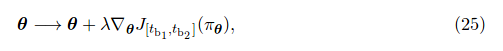 θ ⟶ θ + λ∇_θ J_{[t_{b_1}, t_{b_2}]}(π_θ), (25)